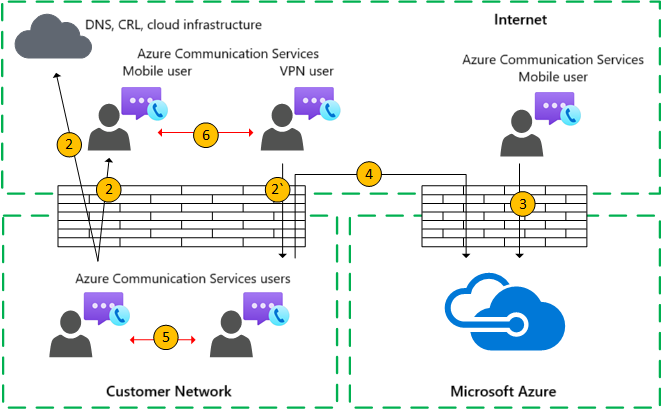 DNS, CRL, cloud infrastructure
Internet
Azure Communication Services
Mobile user
VPN user
Azure Communication Services
Mobile user
6
2
2
2`
4
3
Azure Communication Services users
5
Customer Network
Microsoft Azure